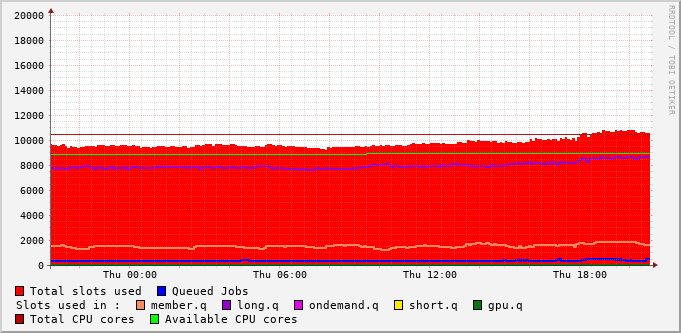 20000
18000
16000
14000
12000
10000
8000
6000
4000
2000
0
Thu 00:00 Thu 06:00 Thu 12:00 Thu 18:00
RRDTOOL / TOBI OETIKER
Total slots used Queued Jobs
Slots used in : member.q long.q ondemand.q short.q gpu.q
Total CPU cores Available CPU cores